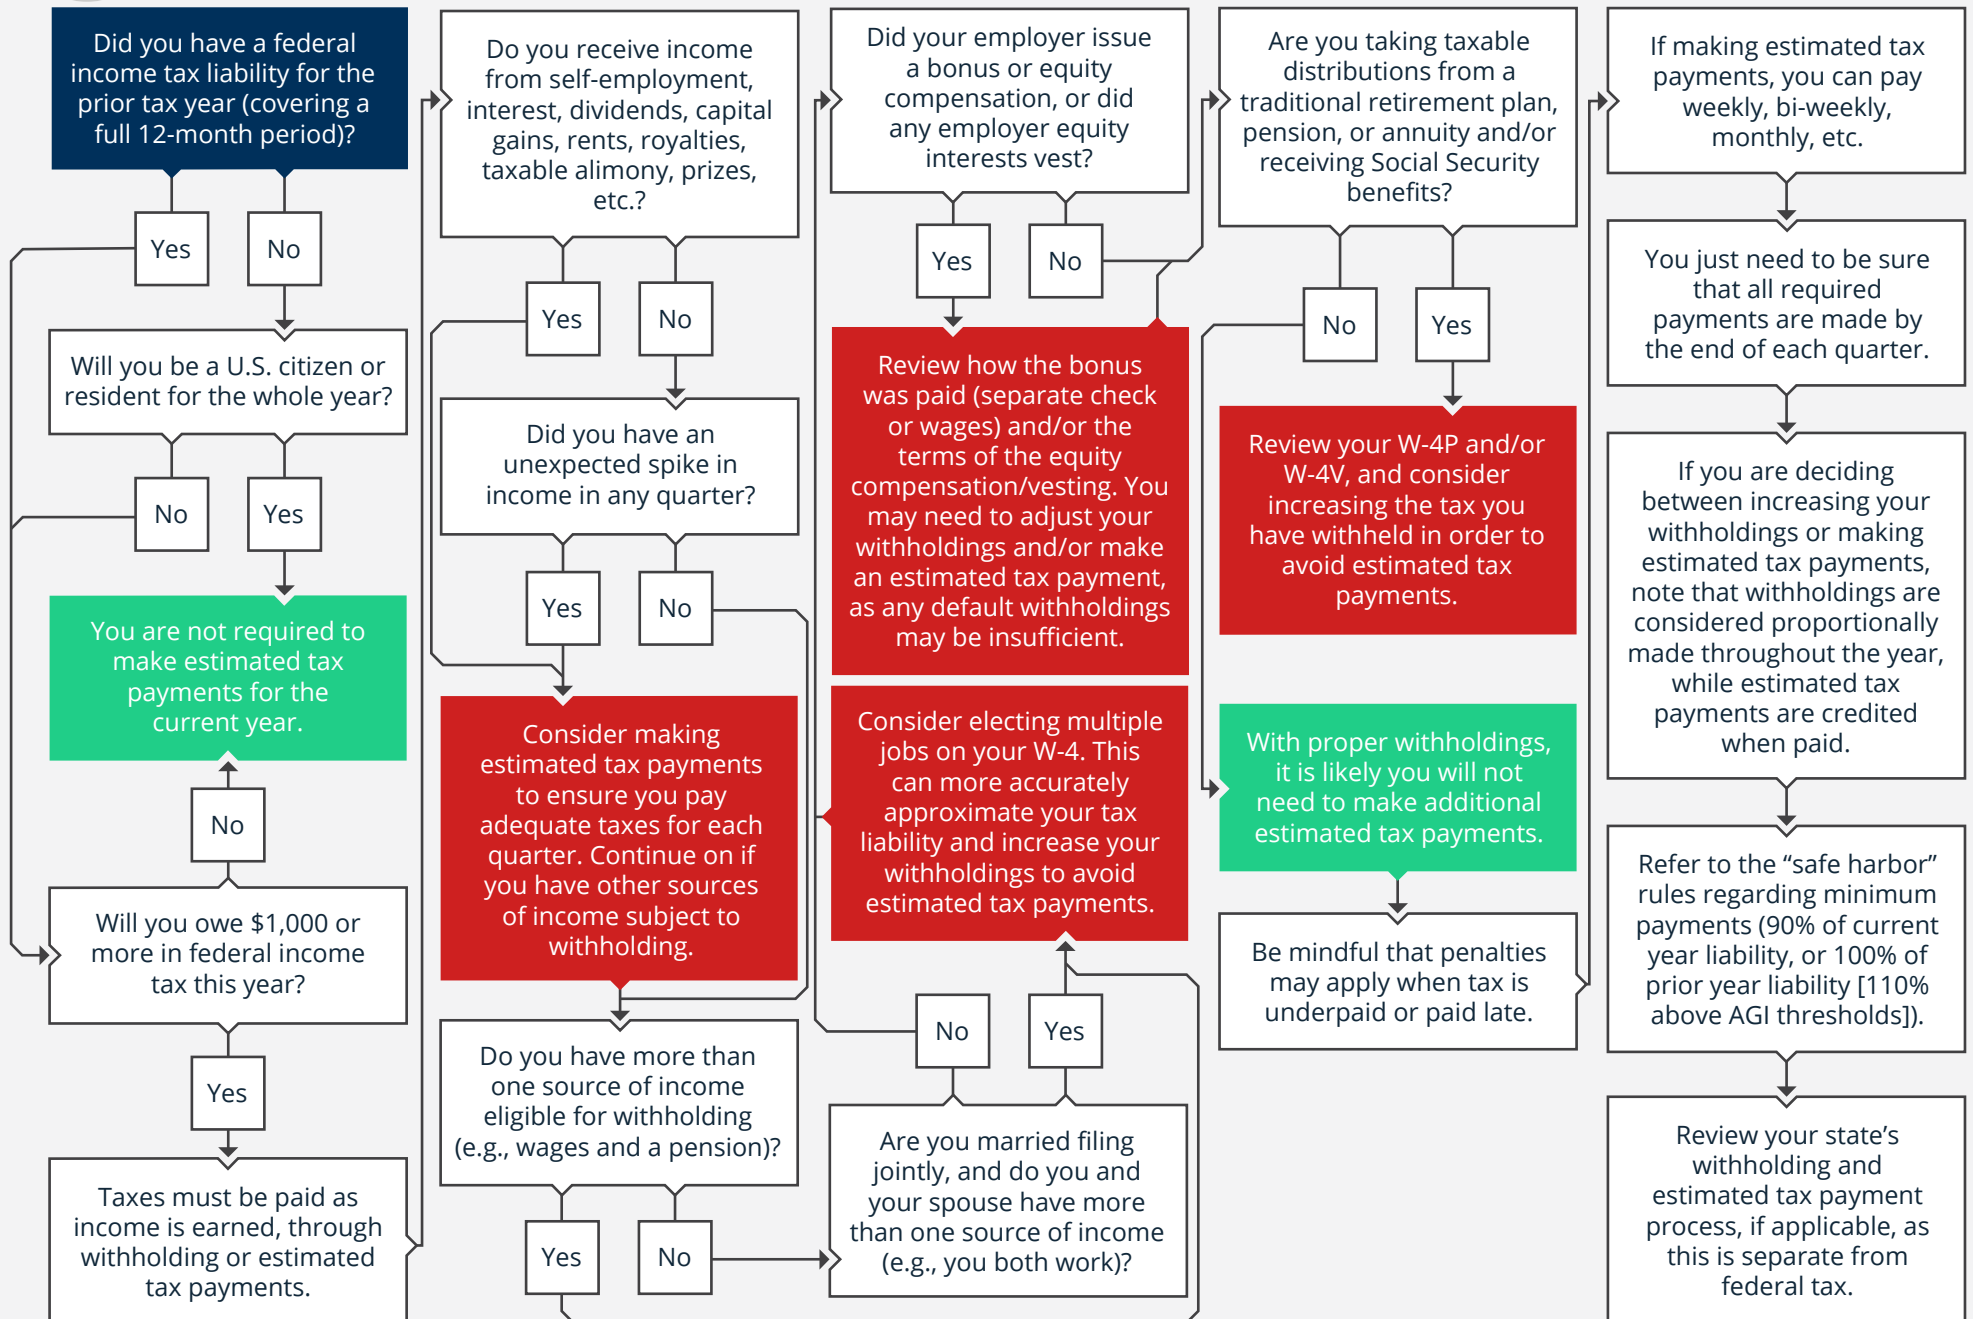 Did you have a federal
income tax liability for the
prior tax year (covering a
full 12-month period)?
Yes
No
Will you be a U.S. citizen or
resident for the whole year?
No
Yes
You are not required to
make estimated tax
payments for the
current year.
No
Will you owe $1,000 or
more in federal income
tax this year?
Yes
Taxes must be paid as
income is earned, through
withholding or estimated
tax payments.
Do you receive income
from self-employment,
interest, dividends, capital
gains, rents, royalties,
taxable alimony, prizes,
etc.?
Yes
No
Did you have an
unexpected spike in
income in any quarter?
Yes
No
Consider making
estimated tax payments
to ensure you pay
adequate taxes for each
quarter. Continue on if
you have other sources
of income subject to
withholding.
Do you have more than
one source of income
eligible for withholding
(e.g., wages and a pension)?
Yes
No
Did your employer issue
a bonus or equity
compensation, or did
any employer equity
interests vest?
Yes
No
Review how the bonus
was paid (separate check
or wages) and/or the
terms of the equity
compensation/vesting. You
may need to adjust your
withholdings and/or make
an estimated tax payment,
as any default withholdings
may be insufficient.
Consider electing multiple
jobs on your W-4. This
can more accurately
approximate your tax
liability and increase your
withholdings to avoid
estimated tax payments.
No
Yes
Are you married filing
jointly, and do you and
your spouse have more
than one source of income
(e.g., you both work)?
Are you taking taxable
distributions from a
traditional retirement plan,
pension, or annuity and/or
receiving Social Security
benefits?
No
Yes
Review your W-4P and/or
W-4V, and consider
increasing the tax you
have withheld in order to
avoid estimated tax
payments.
With proper withholdings,
it is likely you will not
need to make additional
estimated tax payments.
Be mindful that penalties
may apply when tax is
underpaid or paid late.
If making estimated tax
payments, you can pay
weekly, bi-weekly,
monthly, etc.
You just need to be sure
that all required
payments are made by
the end of each quarter.
If you are deciding
between increasing your
withholdings or making
estimated tax payments,
note that withholdings are
considered proportionally
made throughout the year,
while estimated tax
payments are credited
when paid.
Refer to the “safe harbor”
rules regarding minimum
payments (90% of current
year liability, or 100% of
prior year liability [110%
above AGI thresholds]).
Review your state’s
withholding and
estimated tax payment
process, if applicable, as
this is separate from
federal tax.